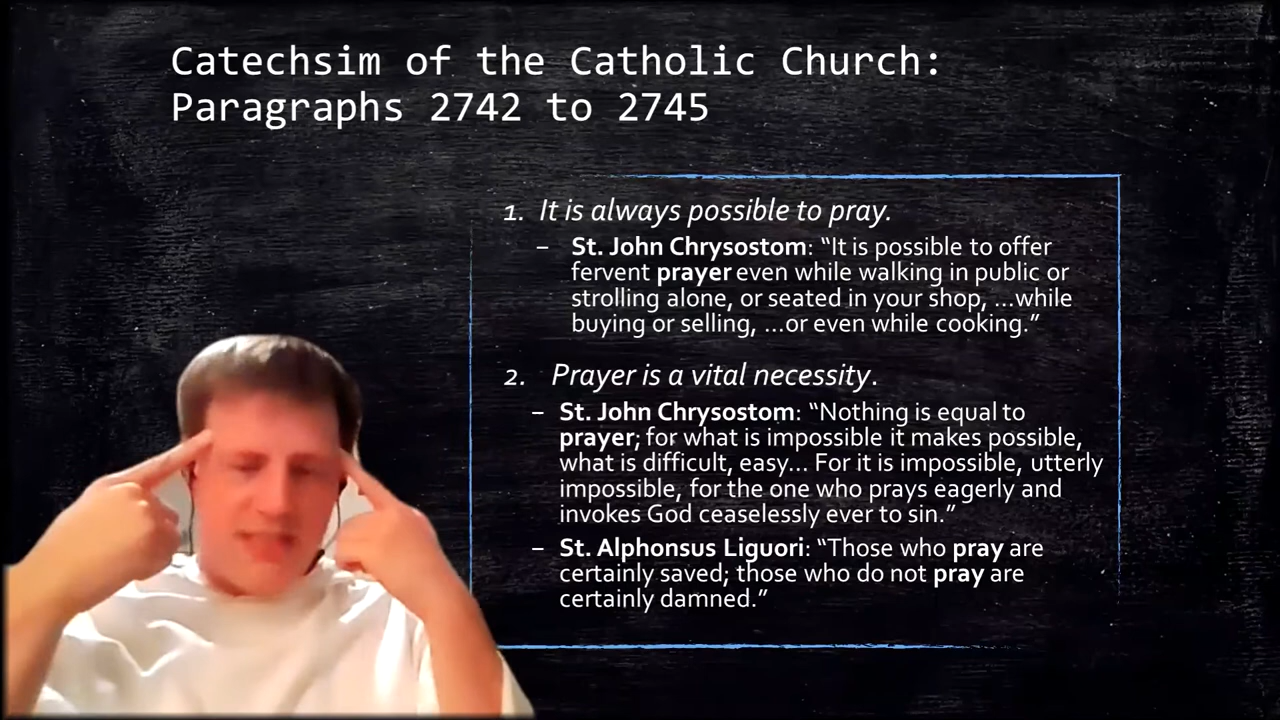 Catechsim of the Catholic Church:
Paragraphs 2742 to 2745
1. It is always possible to pray.
– St. John Chrysostom: “It is possible to offer
fervent prayer even while walking in public or
strolling alone, or seated in your shop, ...while
buying or selling, ...or even while cooking.”
2. Prayer is a vital necessity.
– St. John Chrysostom: “Nothing is equal to
prayer; for what is impossible it makes possible,
what is difficult, easy... For it is impossible, utterly
impossible, for the one who prays eagerly and
invokes God ceaselessly ever to sin.”
– St. Alphonsus Liguori: “Those who pray are
certainly saved; those who do not pray are
certainly damned.”